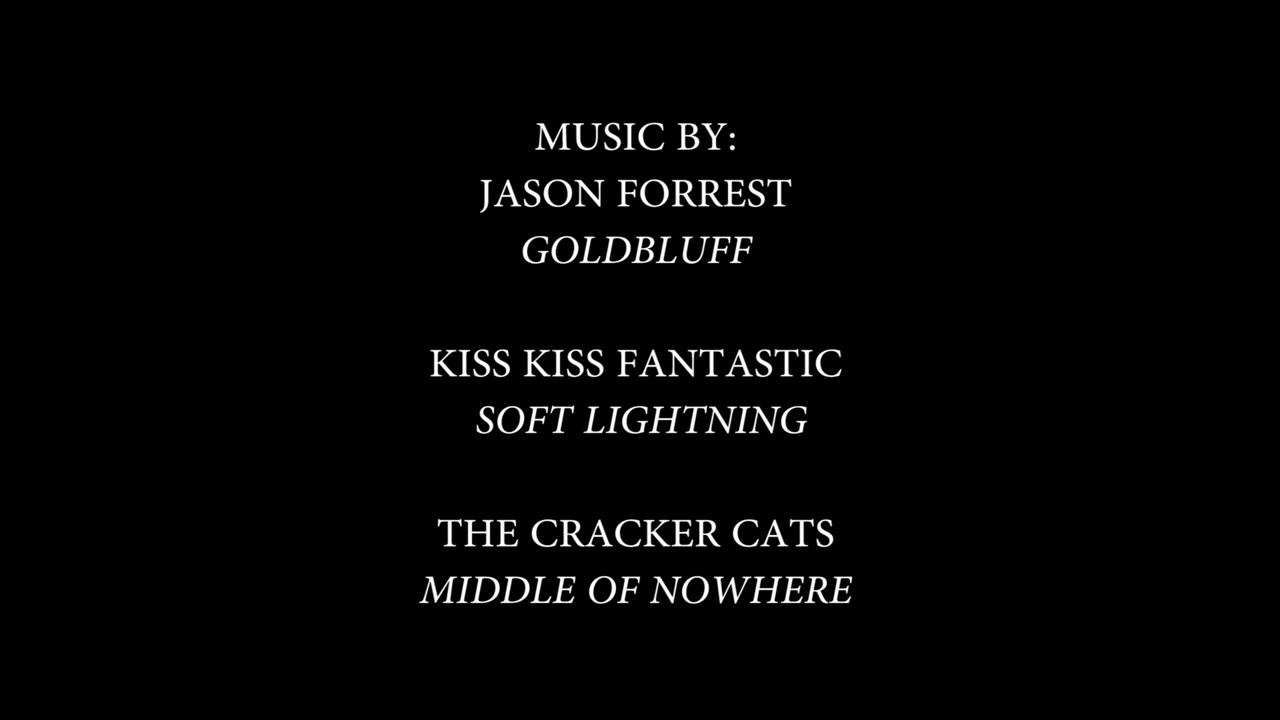 MUSIC BY:
JASON FORREST
GOLDBLUFF
KISS KISS FANTASTIC
SOFT LIGHTNING
THE CRACKER CATS
MIDDLE OF NOWHERE